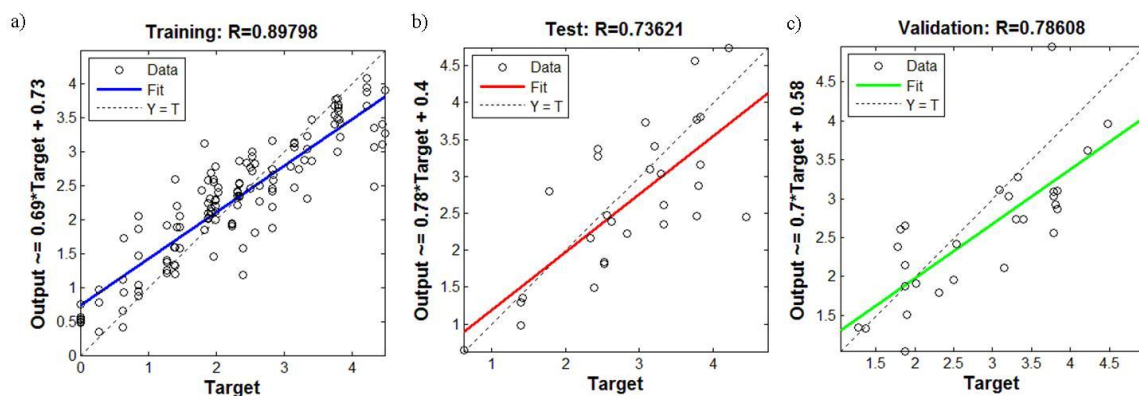 a)
Training: R=0.89798
Data
Fit
Y = T
Output ~= 0.69*Target + 0.73
4
3.5
3
2.5
2
1.5
1
0.5
0
0 1 2 3 4
Target
b)
Test: R=0.73621
Data
Fit
Y = T
Output ~= 0.78*Target + 0.4
4.5
4
3.5
3
2.5
2
1.5
1
1 2 3 4
Target
c)
Validation: R=0.78608
Data
Fit
Y = T
Output ~= 0.7*Target + 0.58
4.5
4
3.5
3
2.5
2
1.5
1.5 2 2.5 3 3.5 4 4.5
Target